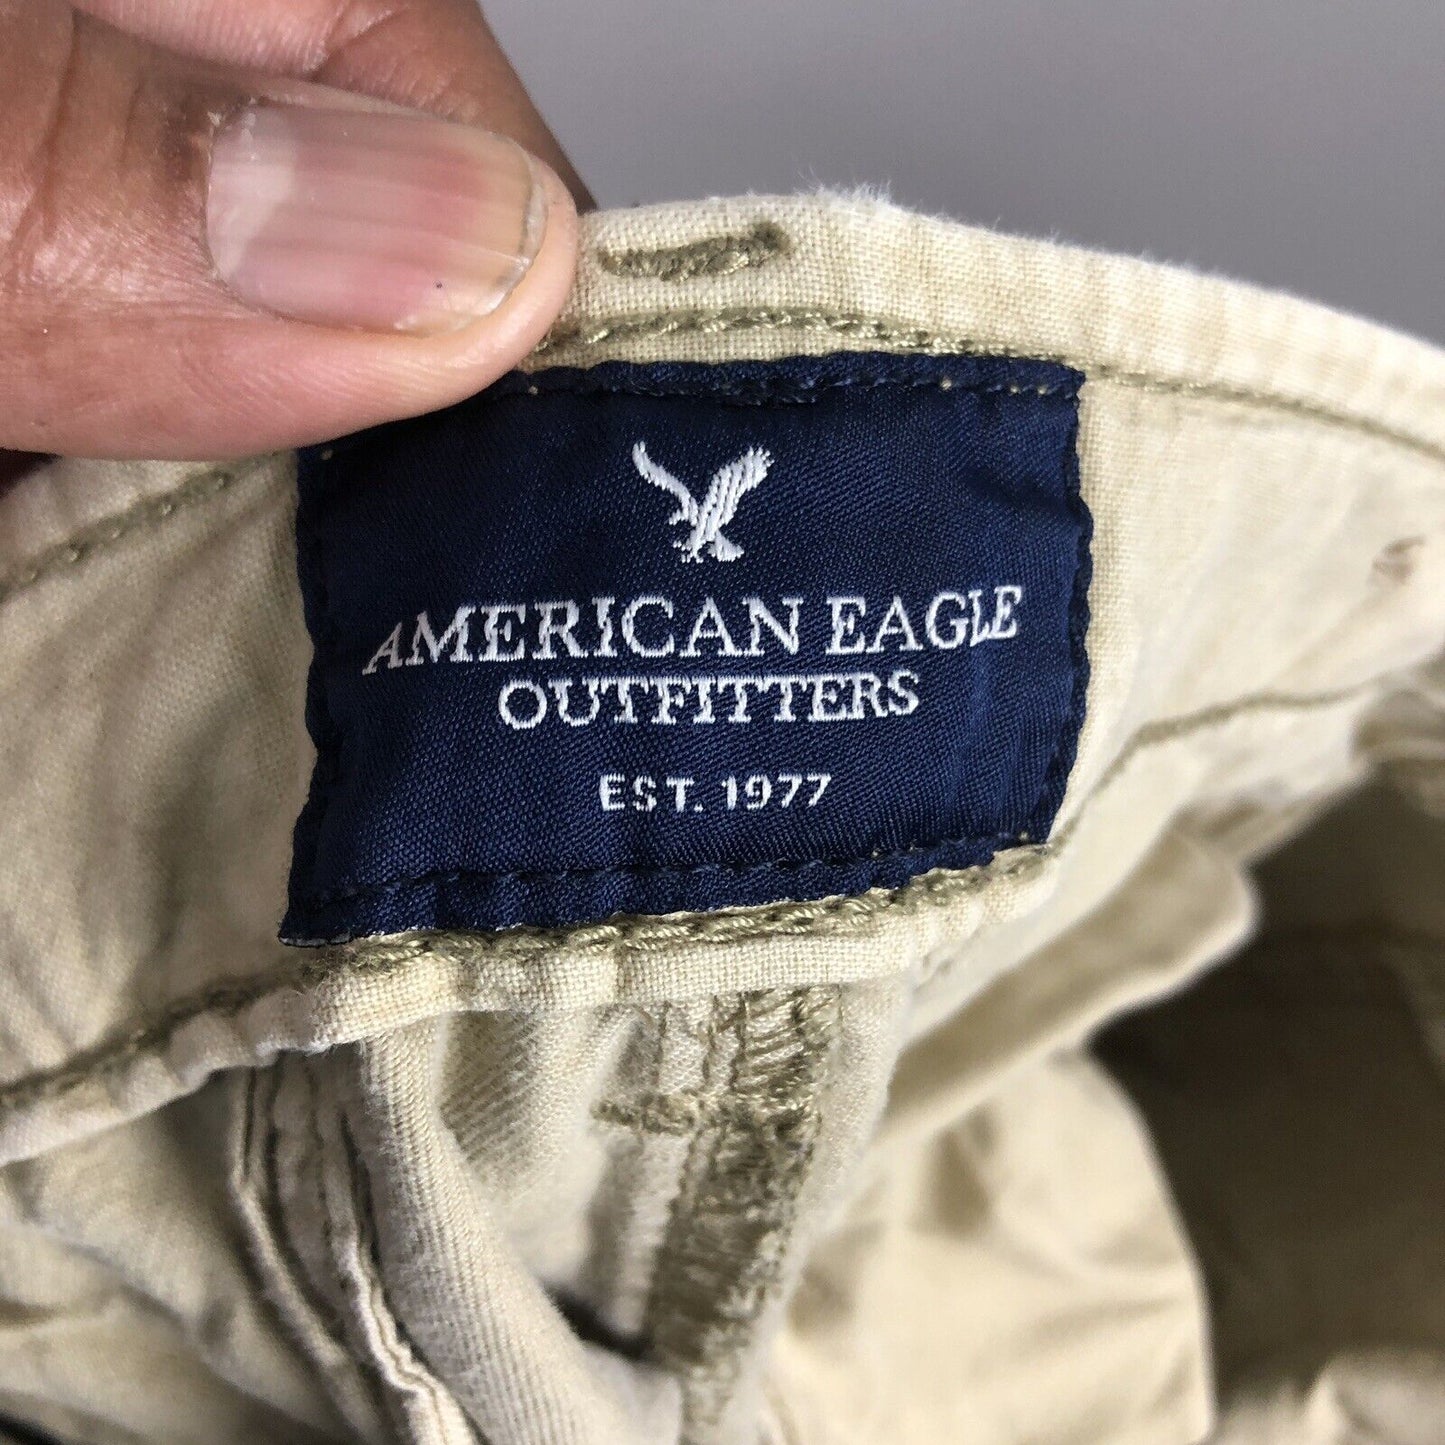 AMERICAN EAGLE
OUTFITTERS
EST. 1977